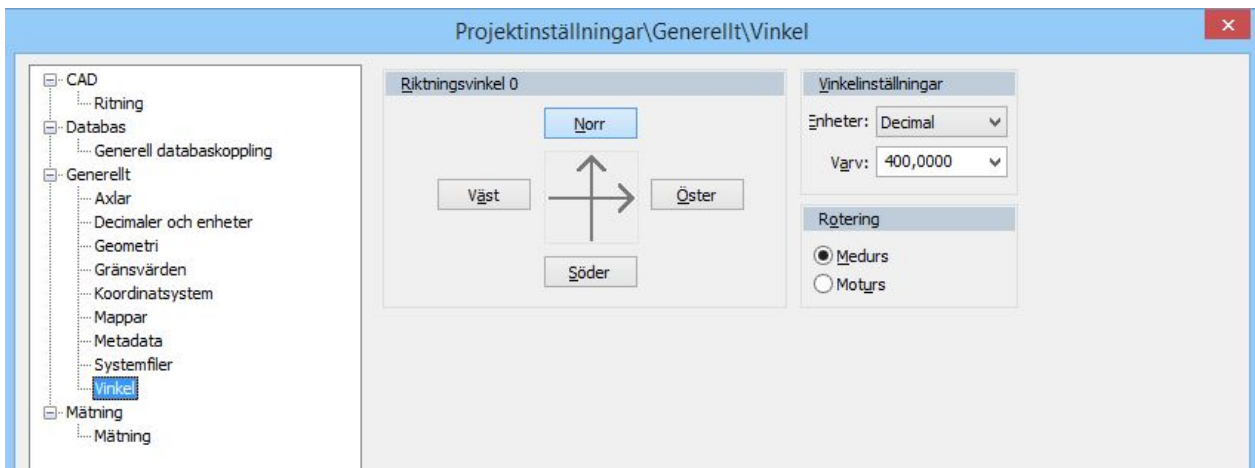 Projektinställningar\Generellt\Vinkel
CAD
Ritning
Databas
Generell databaskoppling
Generellt
Axlar
Decimaler och enheter
Geometri
Gränsvärden
Koordinatsystem
Mappar
Metadata
Systemfiler
Vinkel
Mätning
Mätning
Riktningsvinkel 0
Norr
Väst
Öster
Söder
Vinkelinställningar
Enheter: Decimal
Varv: 400,0000
Rotering
Medurs
Moturs